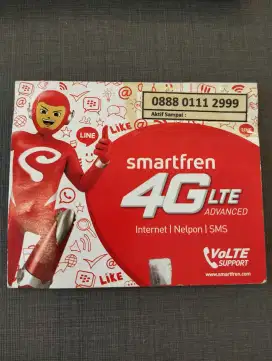 0888 0111 2999
Aktif Sampai :
LINE
LIKE
LINE
smartfren
4G LTE
ADVANCED
Internet | Nelpon | SMS
LIKE
VoLTE
SUPPORT
www.smartfren.com